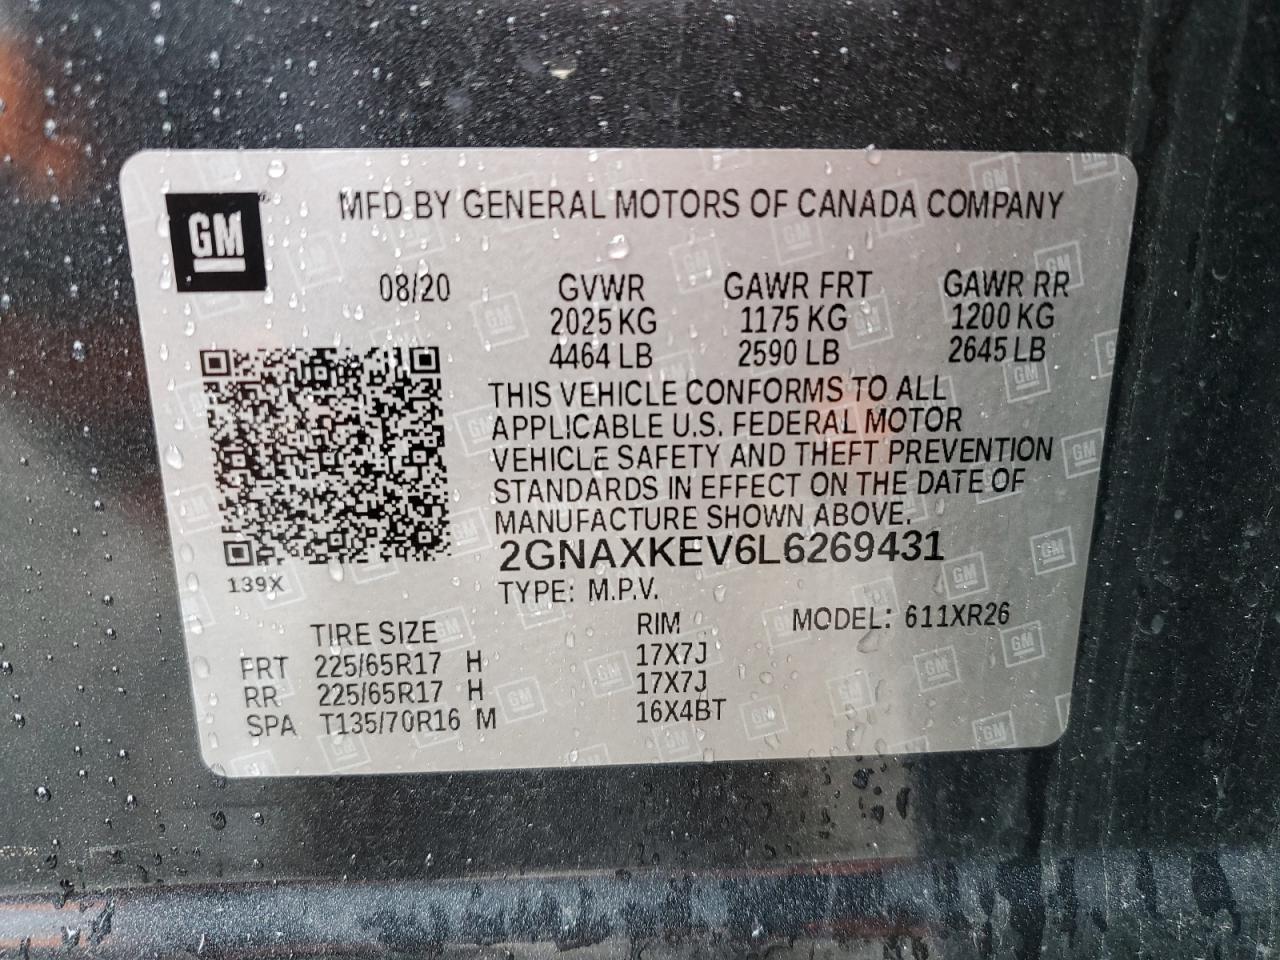 GM
MFD BY GENERAL MOTORS OF CANADA COMPANY
08/20 GVWR GAWR FRT GAWR RR
2025 KG 1175 KG 1200 KG
4464 LB 2590 LB 2645 LB
THIS VEHICLE CONFORMS TO ALL
APPLICABLE U.S. FEDERAL MOTOR
VEHICLE SAFETY AND THEFT PREVENTION
STANDARDS IN EFFECT ON THE DATE OF
MANUFACTURE SHOWN ABOVE.
2GNAXKEV6L6269431
139X
TYPE: M.P.V.
TIRE SIZE RIM MODEL: 611XR26
FRT 225/65R17 H 17X7J
RR 225/65R17 H 17X7J
SPA T135/70R16 M 16X4BT